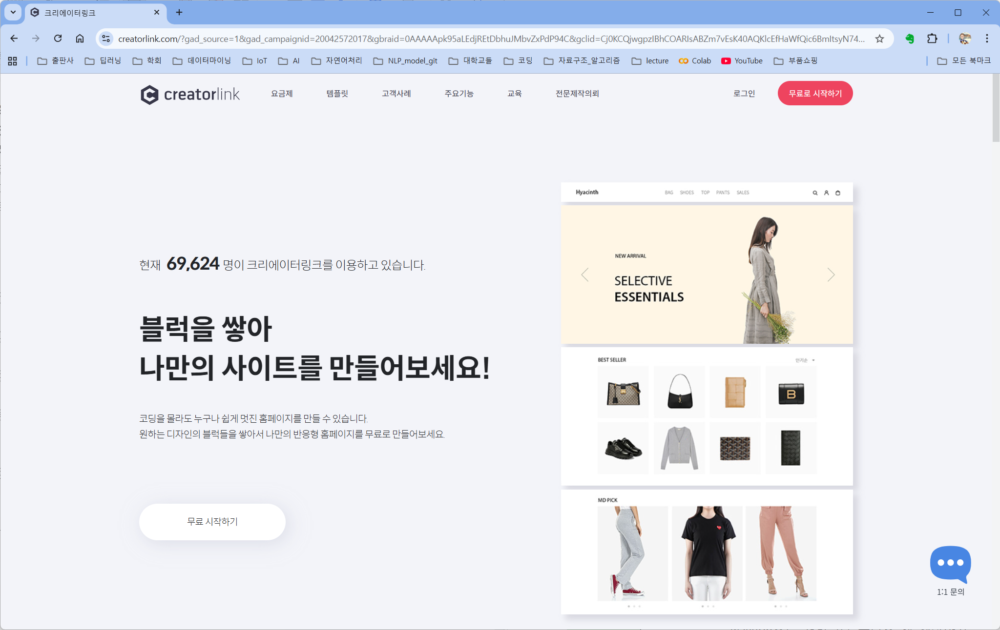 크리에이터링크
creatorlink.com/?gad_source=1&gad_campaignid=20042572017&gbraid=0AAAAApk95aLEdjREtDbhuJMbvZxPdP94C&gclid=Cj0KCQjwgpzIBhCOARIsABZm7vEsK40AQKlcEfHaWfQic6BmItsyN74...
출판사 딥러닝 학회 데이터마이닝 IoT AI 자연어처리 NLP_model_git 대학교들 코딩 자료구조_알고리즘 lecture Colab YouTube 부품쇼핑 모든 북마크
creatorlink 요금제 템플릿 고객사례 주요기능 교육 전문제작의뢰 로그인 무료로 시작하기
현재 69,624 명이 크리에이터링크를 이용하고 있습니다.
블럭을 쌓아
나만의 사이트를 만들어보세요!
코딩을 몰라도 누구나 쉽게 멋진 홈페이지를 만들 수 있습니다.
원하는 디자인의 블럭들을 쌓아서 나만의 반응형 홈페이지를 무료로 만들어보세요.
무료 시작하기
Hyacinth BAG SHOES TOP PANTS SALES
NEW ARRIVAL
SELECTIVE
ESSENTIALS
BEST SELLER 인기순
B
MD PICK
1:1 문의